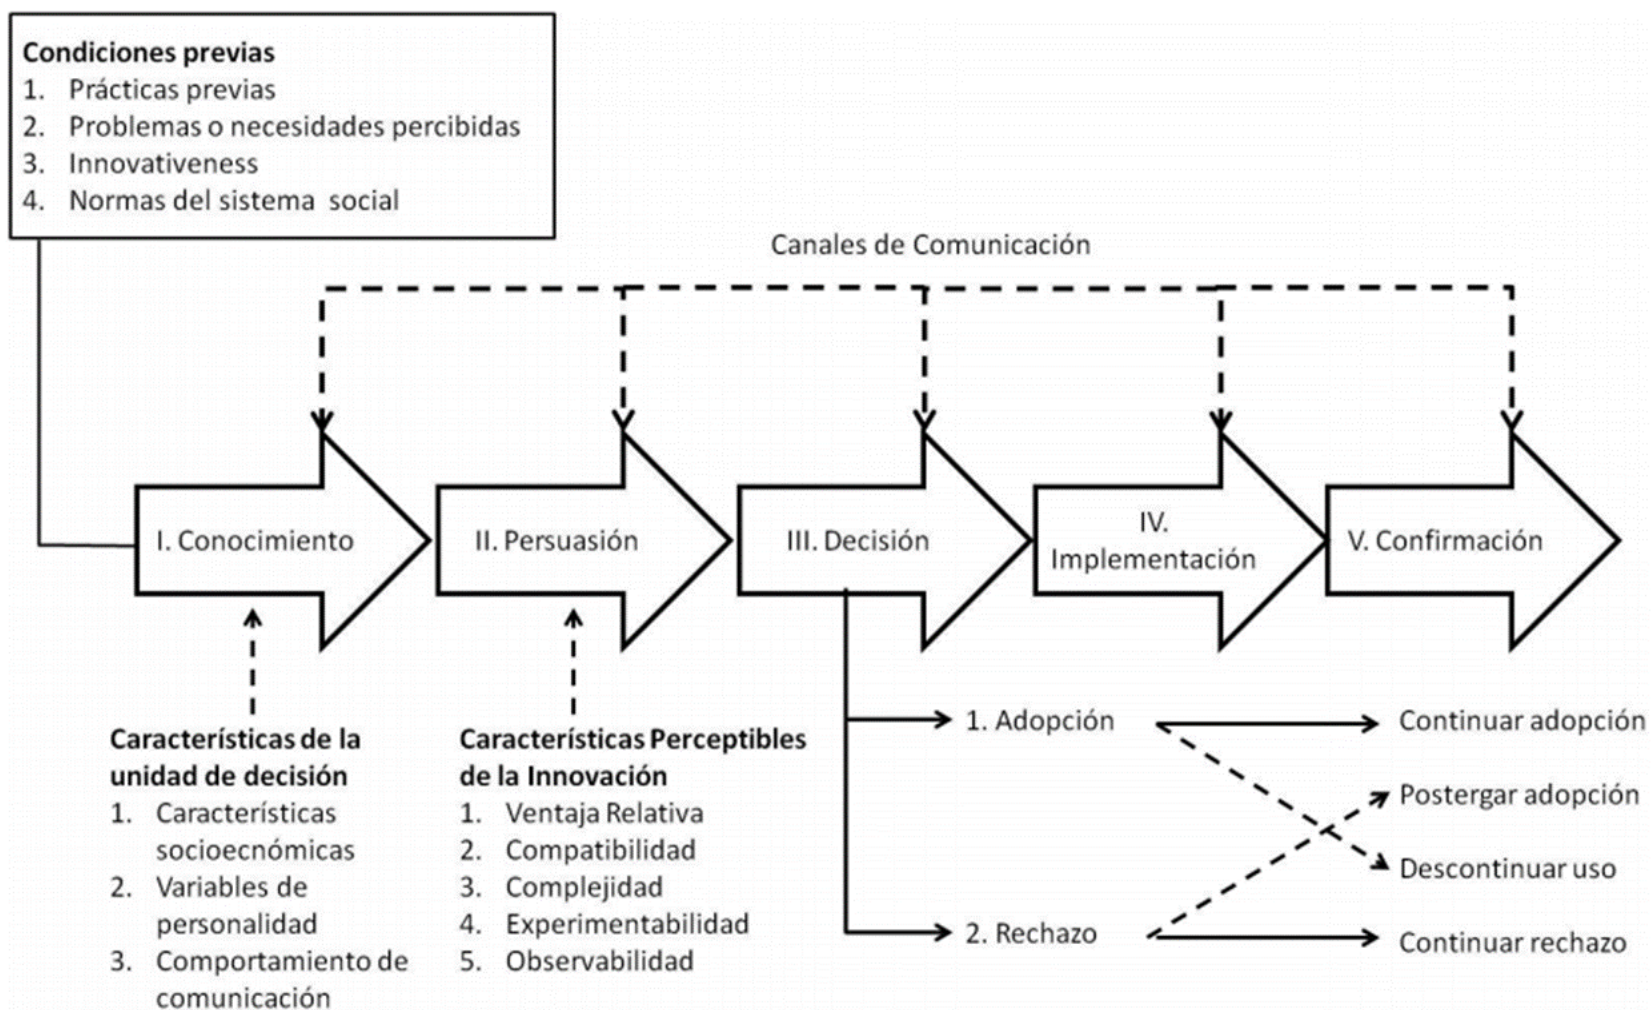 Condiciones previas
1. Prácticas previas
2. Problemas o necesidades percibidas
3. Innovativeness
4. Normas del sistema social
Canales de Comunicación
I. Conocimiento
II. Persuasión
III. Decisión
IV.
Implementación
V. Confirmación
Características de la
unidad de decisión
1. Características
socioecnómicas
2. Variables de
personalidad
3. Comportamiento de
comunicación
Características Perceptibles
de la Innovación
1. Ventaja Relativa
2. Compatibilidad
3. Complejidad
4. Experimentabilidad
5. Observabilidad
1. Adopción
2. Rechazo
Continuar adopción
Postergar adopción
Descontinuar uso
Continuar rechazo